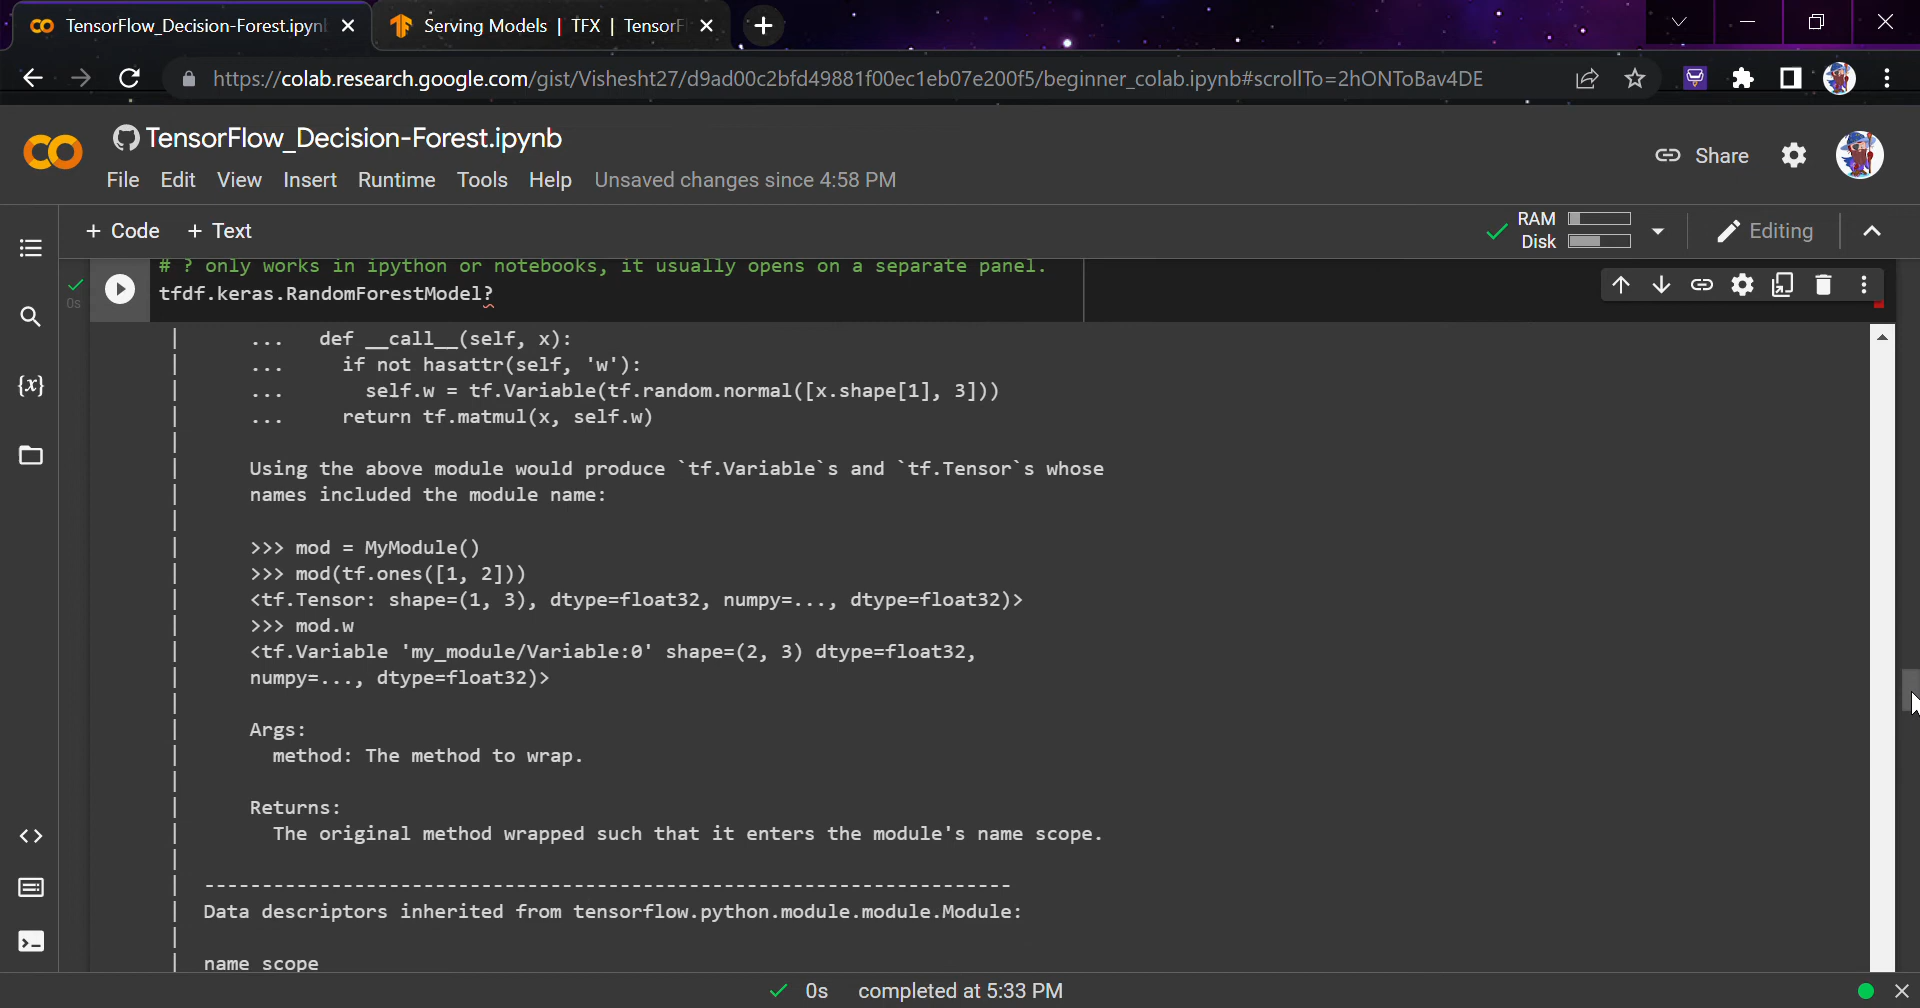 TensorFlow_Decision-Forest.ipyn
Serving Models | TFX | TensorF
https://colab.research.google.com/gist/Vishesht27/d9ad00c2bfd49881f00ec1eb07e200f5/beginner_colab.ipynb#scrollTo=2hONToBav4DE
TensorFlow_Decision-Forest.ipynb
Share
File Edit View Insert Runtime Tools Help Unsaved changes since 4:58 PM
+ Code + Text
RAM
Disk
Editing
# ? only works in ipython or notebooks, it usually opens on a separate panel.
tfdf.keras.RandomForestModel?
0s
| ... def __call__(self, x):
| ... if not hasattr(self, 'w'):
| ... self.w = tf.Variable(tf.random.normal([x.shape[1], 3]))
| ... return tf.matmul(x, self.w)
|
| Using the above module would produce `tf.Variable`s and `tf.Tensor`s whose
| names included the module name:
|
| >>> mod = MyModule()
| >>> mod(tf.ones([1, 2]))
| <tf.Tensor: shape=(1, 3), dtype=float32, numpy=..., dtype=float32)>
| >>> mod.w
| <tf.Variable 'my_module/Variable:0' shape=(2, 3) dtype=float32,
| numpy=..., dtype=float32)>
|
| Args:
| method: The method to wrap.
|
| Returns:
| The original method wrapped such that it enters the module's name scope.
|
| ----------------------------------------------------------------------
| Data descriptors inherited from tensorflow.python.module.module.Module:
|
| name_scope
0s completed at 5:33 PM